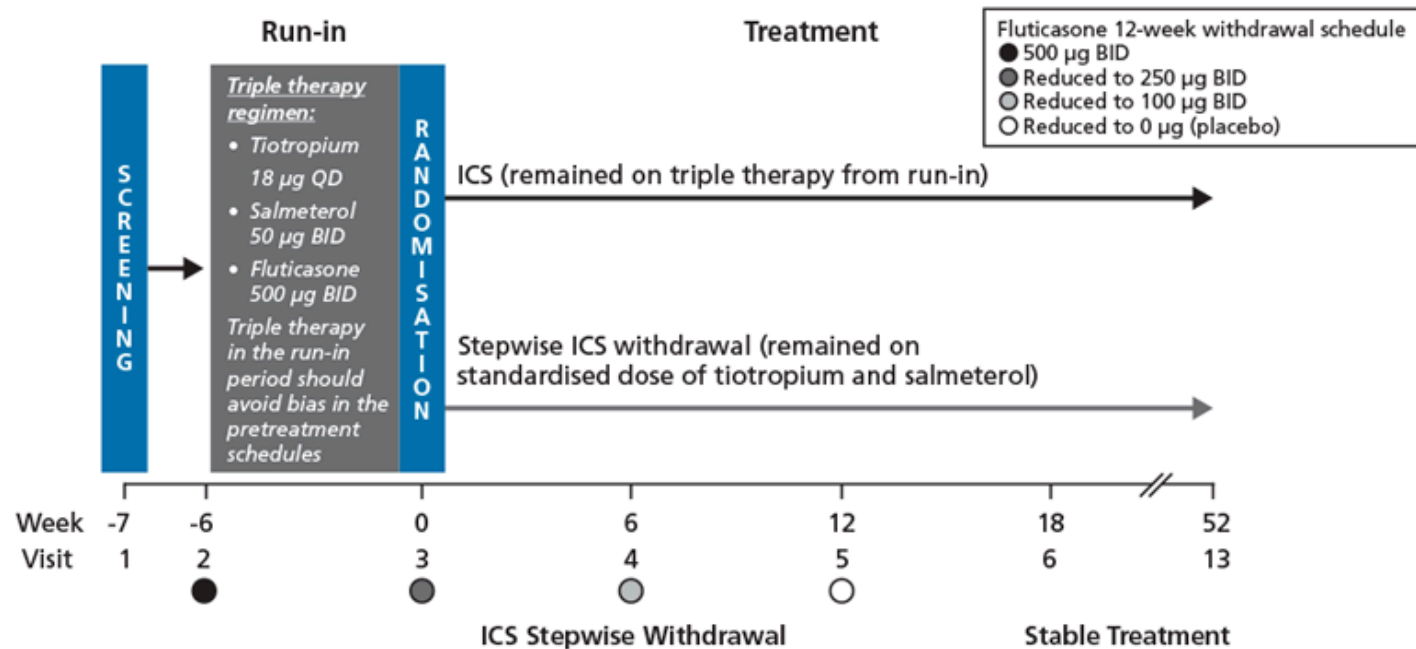 Run-in
Treatment
Fluticasone 12-week withdrawal schedule
500 µg BID
Reduced to 250 µg BID
Reduced to 100 µg BID
Reduced to 0 µg (placebo)
SCREENING
Triple therapy
regimen:
• Tiotropium
18 µg QD
• Salmeterol
50 µg BID
• Fluticasone
500 µg BID
Triple therapy
in the run-in
period should
avoid bias in the
pretreatment
schedules
RANDOMISATION
ICS (remained on triple therapy from run-in)
Stepwise ICS withdrawal (remained on
standardised dose of tiotropium and salmeterol)
Week -7 -6 0 6 12 18 52
Visit 1 2 3 4 5 6 13
ICS Stepwise Withdrawal
Stable Treatment